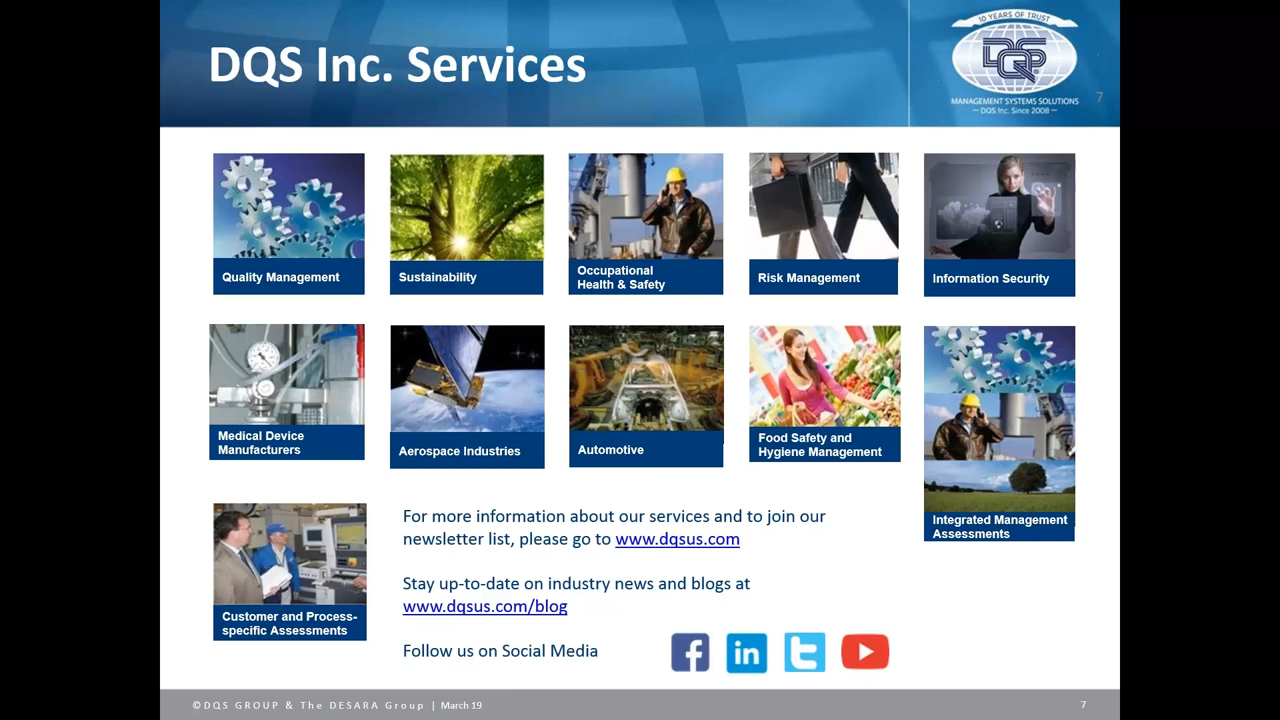 DQS Inc. Services
10 YEARS OF TRUST
DQS
MANAGEMENT SYSTEMS SOLUTIONS
DQS Inc. Since 2008
7
Quality Management
Sustainability
Occupational
Health & Safety
Risk Management
Information Security
Medical Device
Manufacturers
Aerospace Industries
Automotive
Food Safety and
Hygiene Management
Integrated Management
Assessments
Customer and Process-
specific Assessments
For more information about our services and to join our
newsletter list, please go to www.dqsus.com
Stay up-to-date on industry news and blogs at
www.dqsus.com/blog
Follow us on Social Media
©DQS GROUP & The DESARA Group | March 19
7